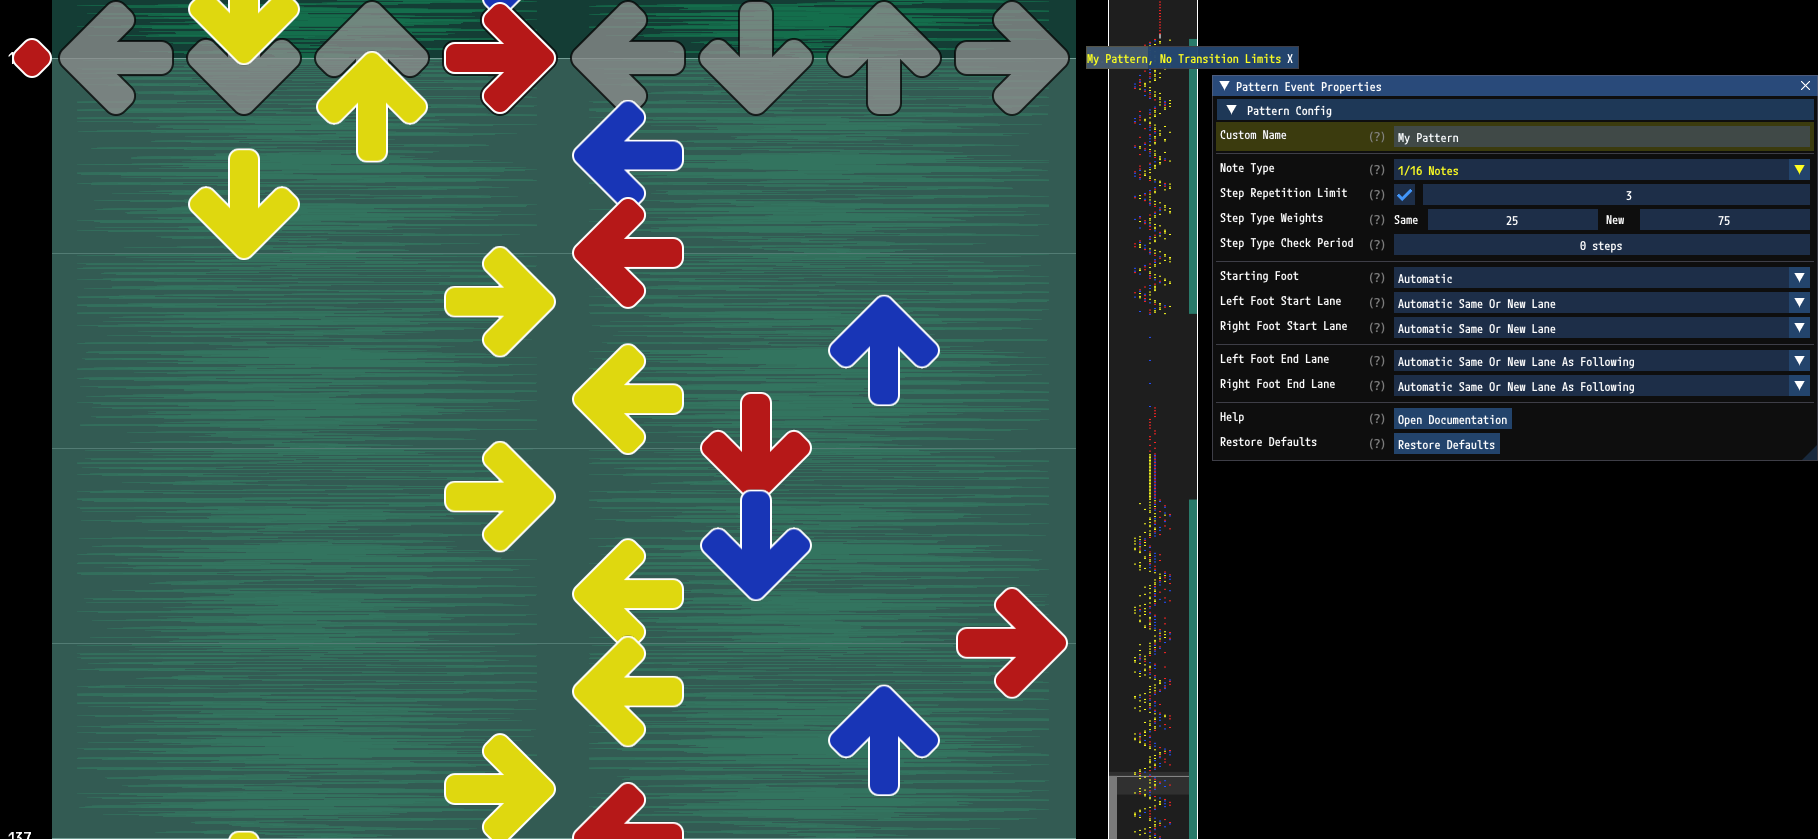 My Pattern, No Transition Limits X
Pattern Event Properties
Pattern Config
Custom Name (?) My Pattern
Note Type (?) 1/16 Notes
Step Repetition Limit (?) 3
Step Type Weights (?) Same 25 New 75
Step Type Check Period (?) 0 steps
Starting Foot (?) Automatic
Left Foot Start Lane (?) Automatic Same Or New Lane
Right Foot Start Lane (?) Automatic Same Or New Lane
Left Foot End Lane (?) Automatic Same Or New Lane As Following
Right Foot End Lane (?) Automatic Same Or New Lane As Following
Help (?) Open Documentation
Restore Defaults (?) Restore Defaults
137